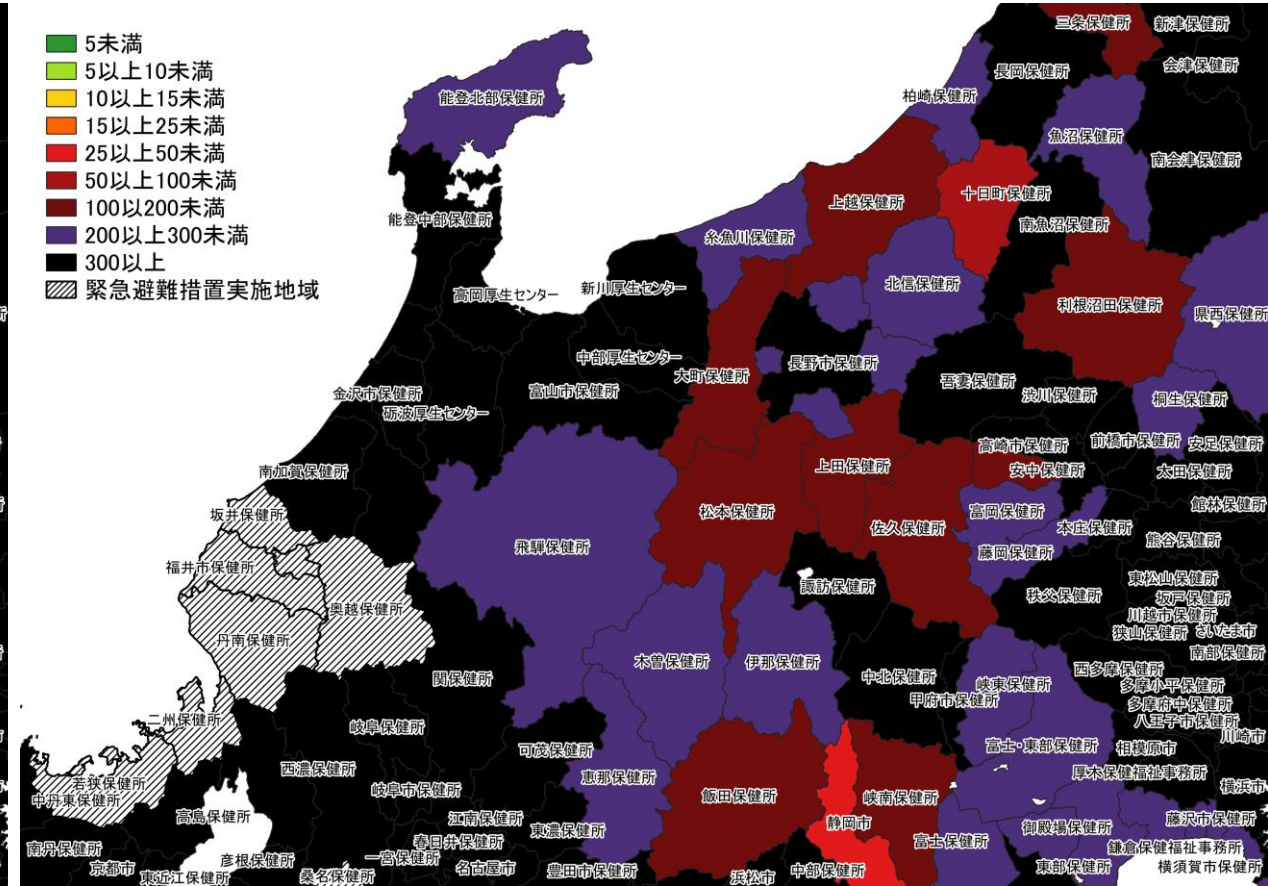 5未満
5以上10未満
10以上15未満
15以上25未満
25以上50未満
50以上100未満
100以200未満
200以上300未満
300以上
緊急避難措置実施地域
三条保健所
新津保健所
長岡保健所
会津保健所
能登北部保健所
柏崎保健所
魚沼保健所
南会津保健所
十日町保健所
上越保健所
能登中部保健所
南魚沼保健所
糸魚川保健所
北信保健所
新川厚生センター
高岡厚生センター
利根沼田保健所
県西保健所
中部厚生センター
長野市保健所
大町保健所
吾妻保健所
富山市保健所
金沢市保健所
渋川保健所
桐生保健所
砺波厚生センター
前橋市保健所
安足保健所
高崎市保健所
南加賀保健所
上田保健所
安中保健所
太田保健所
館林保健所
坂井保健所
松本保健所
佐久保健所
富岡保健所
本庄保健所
飛騨保健所
熊谷保健所
藤岡保健所
福井市保健所
東松山保健所
諏訪保健所
秩父保健所
坂戸保健所
奥越保健所
川越市保健所
狭山保健所
さいたま市
丹南保健所
南部保健所
木曽保健所
伊那保健所
西多摩保健所
関保健所
中北保健所
峡東保健所
多摩小平保健所
甲府市保健所
多摩府中保健所
二州保健所
八王子市保健所
岐阜保健所
川崎市
可茂保健所
富士・東部保健所
相模原市
西濃保健所
恵那保健所
厚木保健福祉事務所
若狭保健所
横浜市
岐阜市保健所
飯田保健所
峡南保健所
中丹東保健所
高島保健所
江南保健所
静岡市
藤沢市保健所
東濃保健所
御殿場保健所
春日井保健所
富士保健所
南丹保健所
鎌倉保健福祉事務所
彦根保健所
一宮保健所
京都市
名古屋市
豊田市保健所
中部保健所
東部保健所
横須賀市保健所
東近江保健所
桑名保健所
浜松市